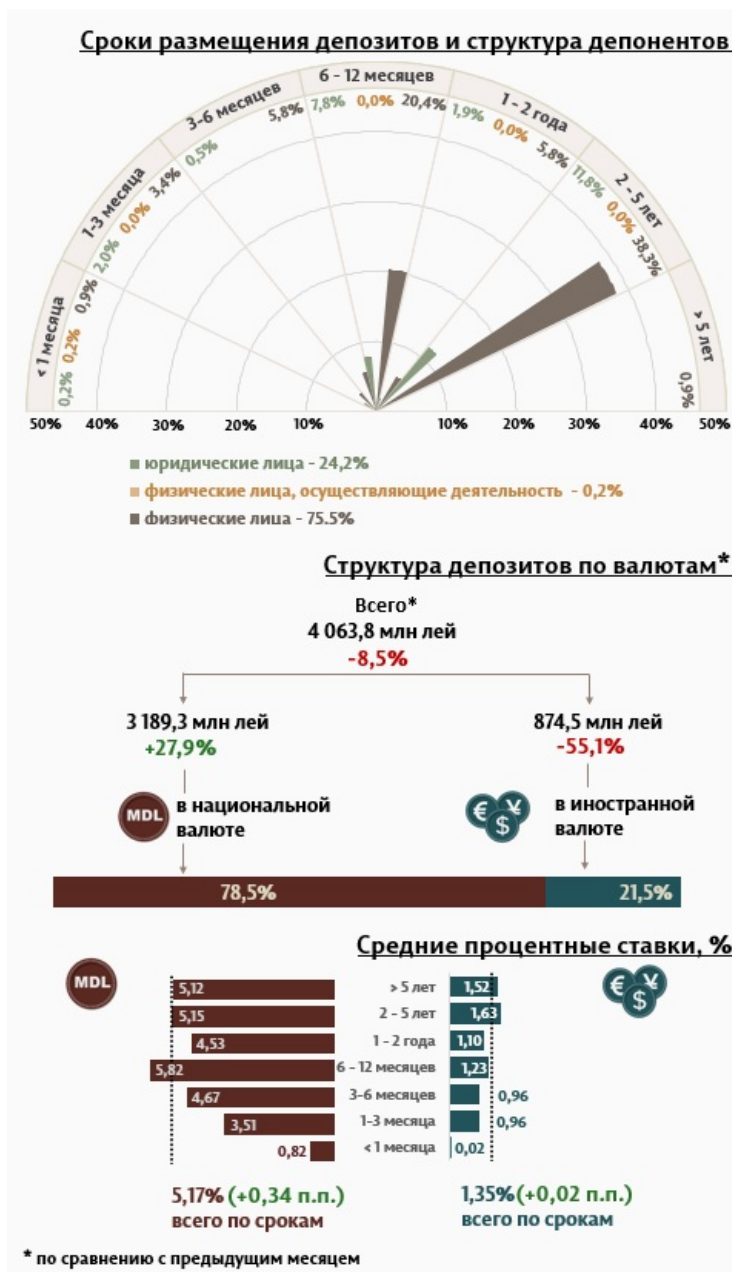 Сроки размещения депозитов и структура депонентов
< 1 месяца
1-3 месяца
3-6 месяцев
6 - 12 месяцев
1 - 2 года
2 - 5 лет
> 5 лет
0,2% 0,2% 0,9%
2,0% 0,0% 3,4%
0,5% 5,8%
7,8% 0,0% 20,4%
1,9% 0,0% 5,8%
11,8% 0,0% 38,3%
0,9%
50% 40% 30% 20% 10% 10% 20% 30% 40% 50%
юридические лица - 24,2%
физические лица, осуществляющие деятельность - 0,2%
физические лица - 75.5%
Структура депозитов по валютам*
Всего*
4 063,8 млн лей
-8,5%
3 189,3 млн лей 874,5 млн лей
+27,9% -55,1%
MDL в национальной валюте
€ ¥ $ в иностранной валюте
78,5% 21,5%
Средние процентные ставки, %
MDL € ¥ $
5,12 > 5 лет 1,52
5,15 2 - 5 лет 1,63
4,53 1 - 2 года 1,10
5,82 6 - 12 месяцев 1,23
4,67 3-6 месяцев 0,96
3,51 1-3 месяца 0,96
0,82 < 1 месяца 0,02
5,17% (+0,34 п.п.) 1,35% (+0,02 п.п.)
всего по срокам всего по срокам
* по сравнению с предыдущим месяцем